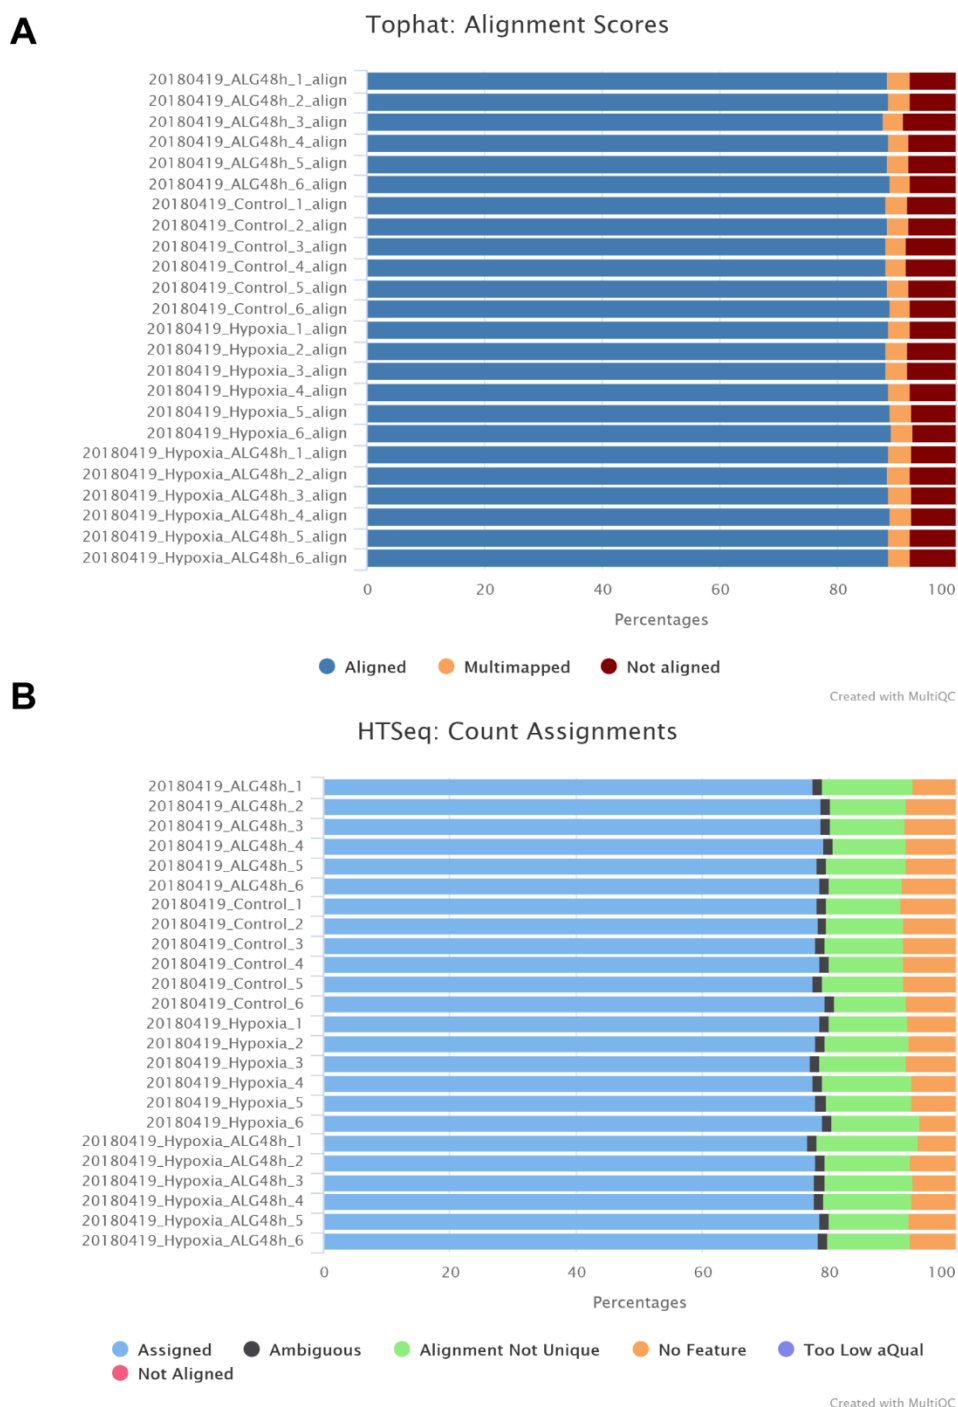 A
Tophat: Alignment Scores
20180419_ALG48h_1_align
20180419_ALG48h_2_align
20180419_ALG48h_3_align
20180419_ALG48h_4_align
20180419_ALG48h_5_align
20180419_ALG48h_6_align
20180419_Control_1_align
20180419_Control_2_align
20180419_Control_3_align
20180419_Control_4_align
20180419_Control_5_align
20180419_Control_6_align
20180419_Hypoxia_1_align
20180419_Hypoxia_2_align
20180419_Hypoxia_3_align
20180419_Hypoxia_4_align
20180419_Hypoxia_5_align
20180419_Hypoxia_6_align
20180419_Hypoxia_ALG48h_1_align
20180419_Hypoxia_ALG48h_2_align
20180419_Hypoxia_ALG48h_3_align
20180419_Hypoxia_ALG48h_4_align
20180419_Hypoxia_ALG48h_5_align
20180419_Hypoxia_ALG48h_6_align
0 20 40 60 80 100
Percentages
Aligned Multimapped Not aligned
Created with MultiQC
B
HTSeq: Count Assignments
20180419_ALG48h_1
20180419_ALG48h_2
20180419_ALG48h_3
20180419_ALG48h_4
20180419_ALG48h_5
20180419_ALG48h_6
20180419_Control_1
20180419_Control_2
20180419_Control_3
20180419_Control_4
20180419_Control_5
20180419_Control_6
20180419_Hypoxia_1
20180419_Hypoxia_2
20180419_Hypoxia_3
20180419_Hypoxia_4
20180419_Hypoxia_5
20180419_Hypoxia_6
20180419_Hypoxia_ALG48h_1
20180419_Hypoxia_ALG48h_2
20180419_Hypoxia_ALG48h_3
20180419_Hypoxia_ALG48h_4
20180419_Hypoxia_ALG48h_5
20180419_Hypoxia_ALG48h_6
0 20 40 60 80 100
Percentages
Assigned Ambiguous Alignment Not Unique No Feature Too Low aQual
Not Aligned
Created with MultiQC